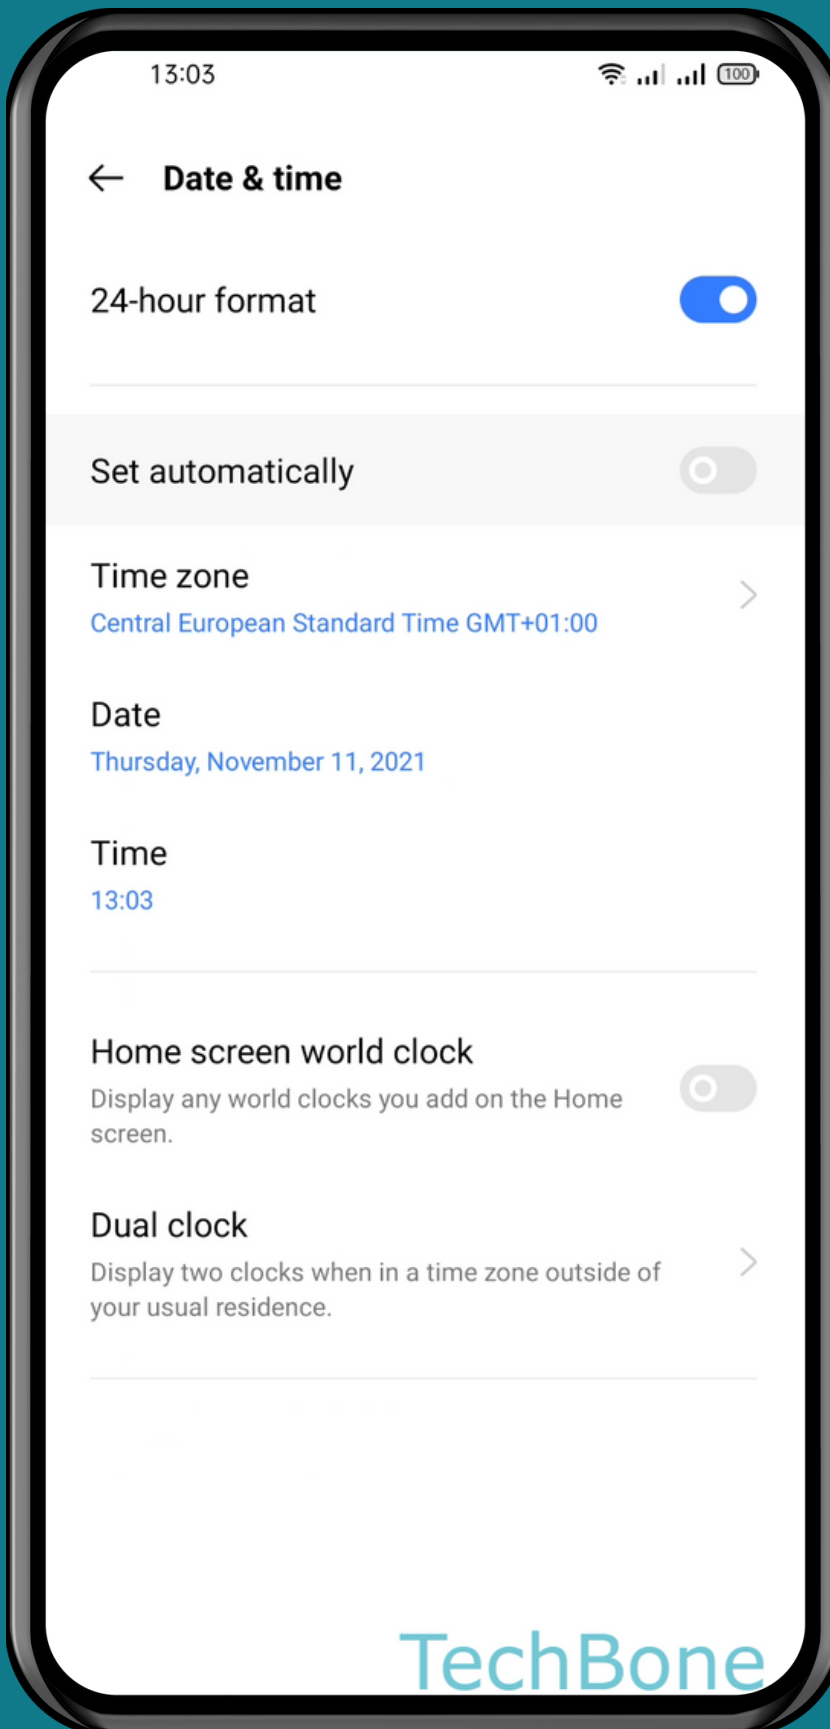 13:03
100
Date & time
24-hour format
Set automatically
Time zone
Central European Standard Time GMT+01:00
Date
Thursday, November 11, 2021
Time
13:03
Home screen world clock
Display any world clocks you add on the Home
screen.
Dual clock
Display two clocks when in a time zone outside of
your usual residence.
TechBone